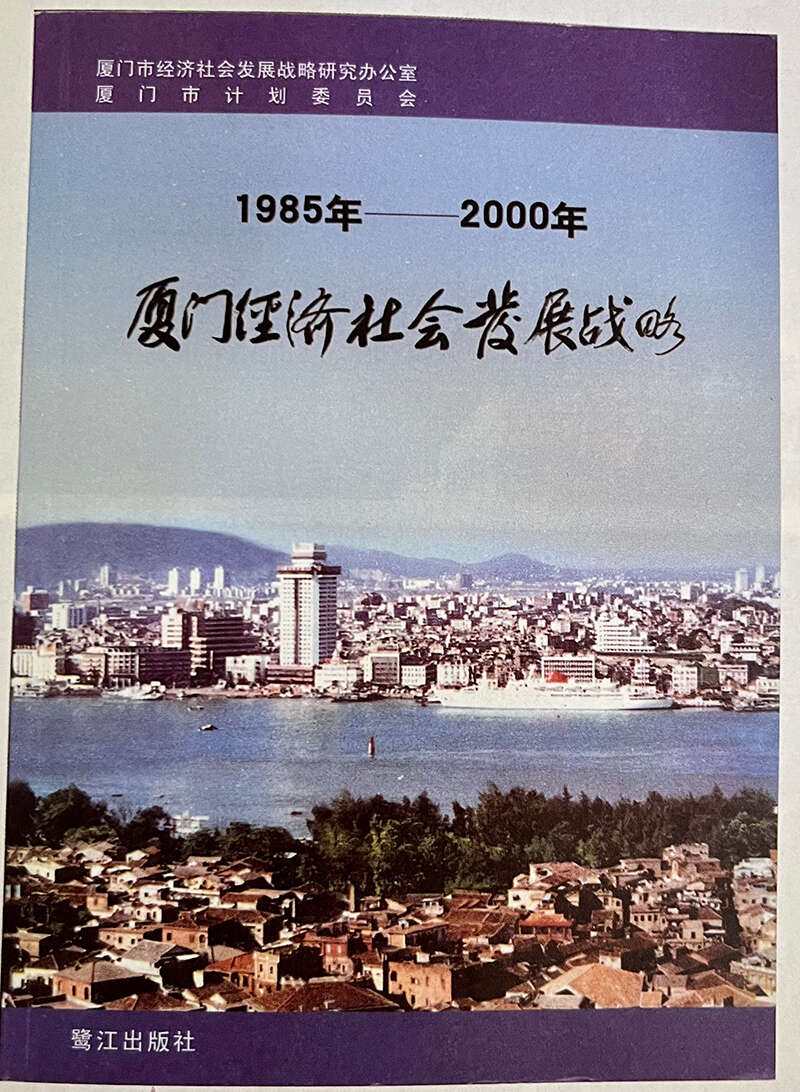 厦门市经济社会发展战略研究办公室
厦门市计划委员会
1985年——2000年
厦门经济社会发展战略
鹭江出版社